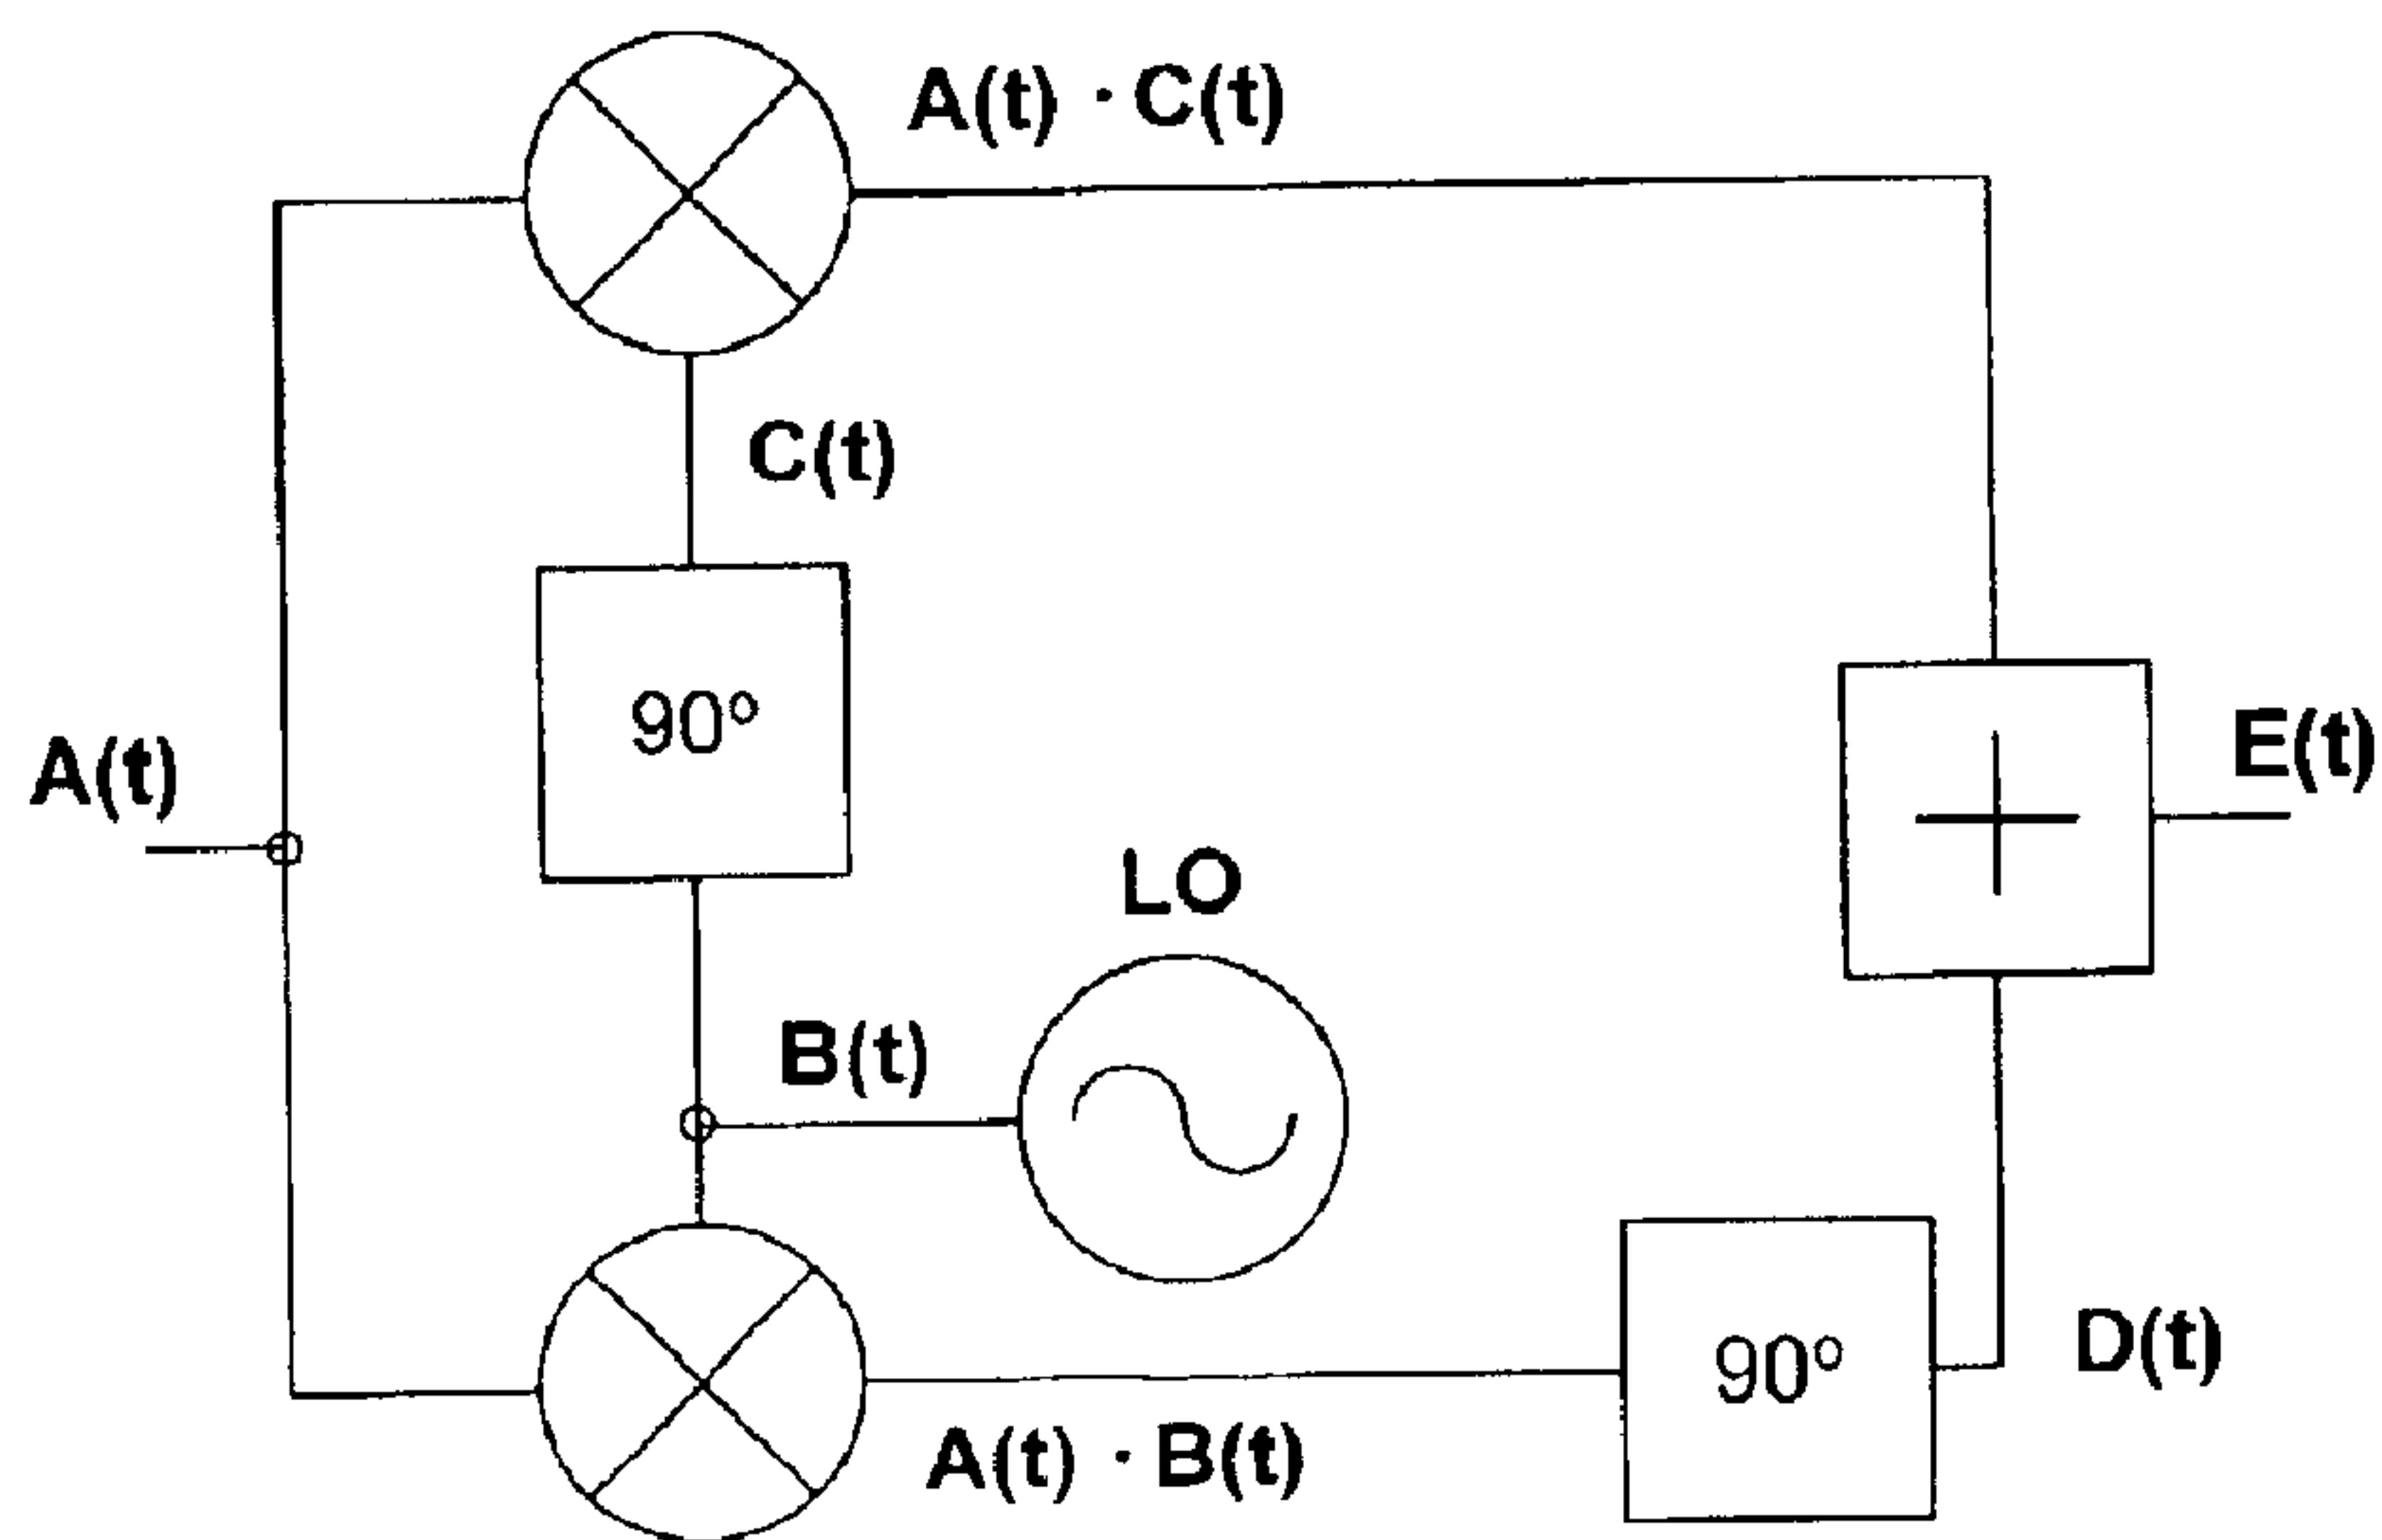 A(t) · C(t)
C(t)
90°
A(t)
E(t)
LO
B(t)
90°
D(t)
A(t) · B(t)